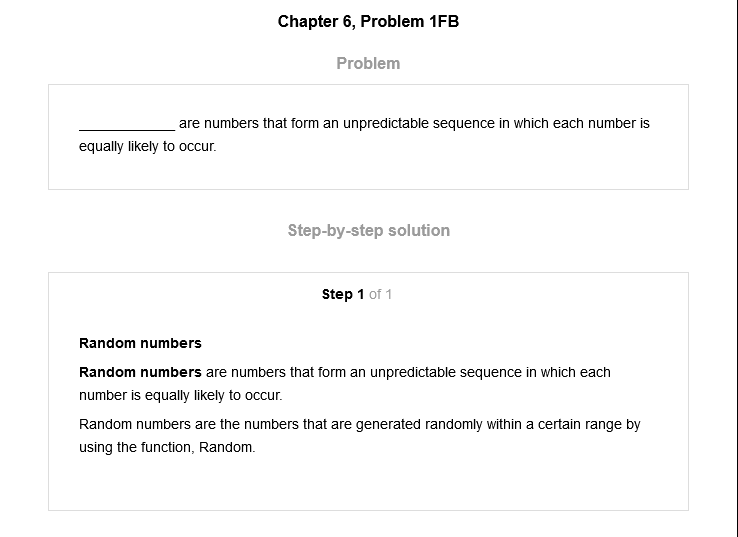 Chapter 6, Problem 1FB
Problem
____________ are numbers that form an unpredictable sequence in which each number is
equally likely to occur.
Step-by-step solution
Step 1 of 1
Random numbers
Random numbers are numbers that form an unpredictable sequence in which each
number is equally likely to occur.
Random numbers are the numbers that are generated randomly within a certain range by
using the function, Random.